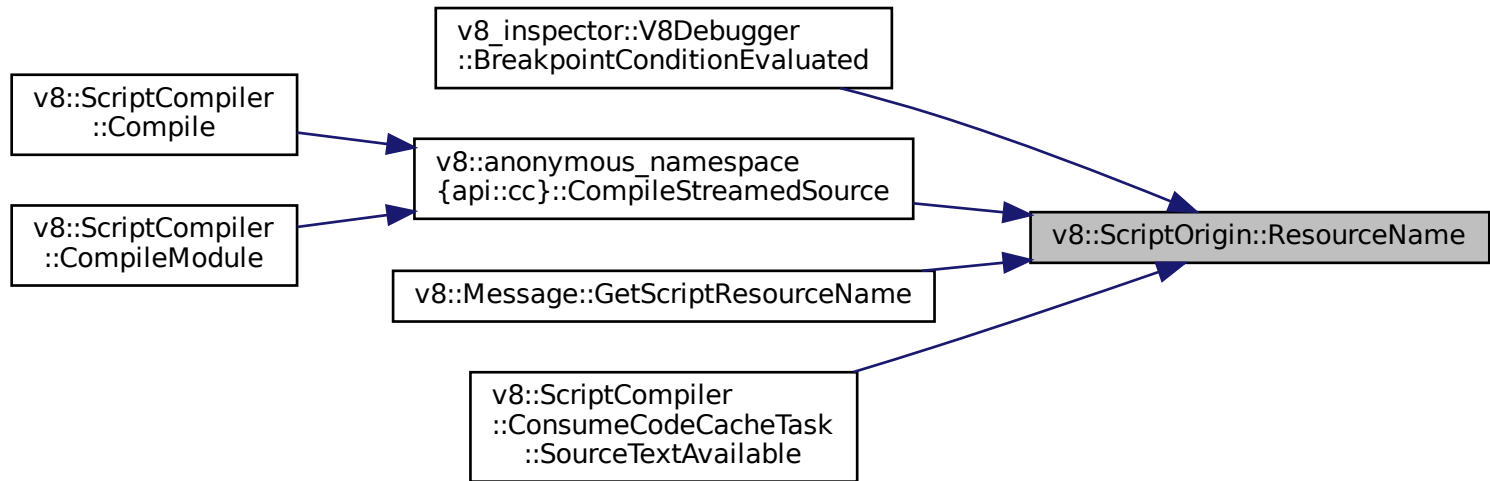 v8_inspector::V8Debugger
::BreakpointConditionEvaluated
v8::ScriptCompiler
::Compile
v8::anonymous_namespace
{api::cc}::CompileStreamedSource
v8::ScriptCompiler
::CompileModule
v8::ScriptOrigin::ResourceName
v8::Message::GetScriptResourceName
v8::ScriptCompiler
::ConsumeCodeCacheTask
::SourceTextAvailable